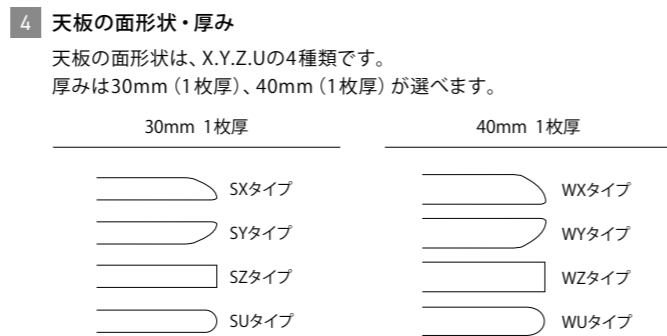 4 天板の面形状・厚み
天板の面形状は、X.Y.Z.Uの4種類です。
厚みは30mm（1枚厚）、40mm（1枚厚）が選べます。
30mm 1枚厚
SXタイプ
SYタイプ
SZタイプ
SUタイプ
40mm 1枚厚
WXタイプ
WYタイプ
WZタイプ
WUタイプ